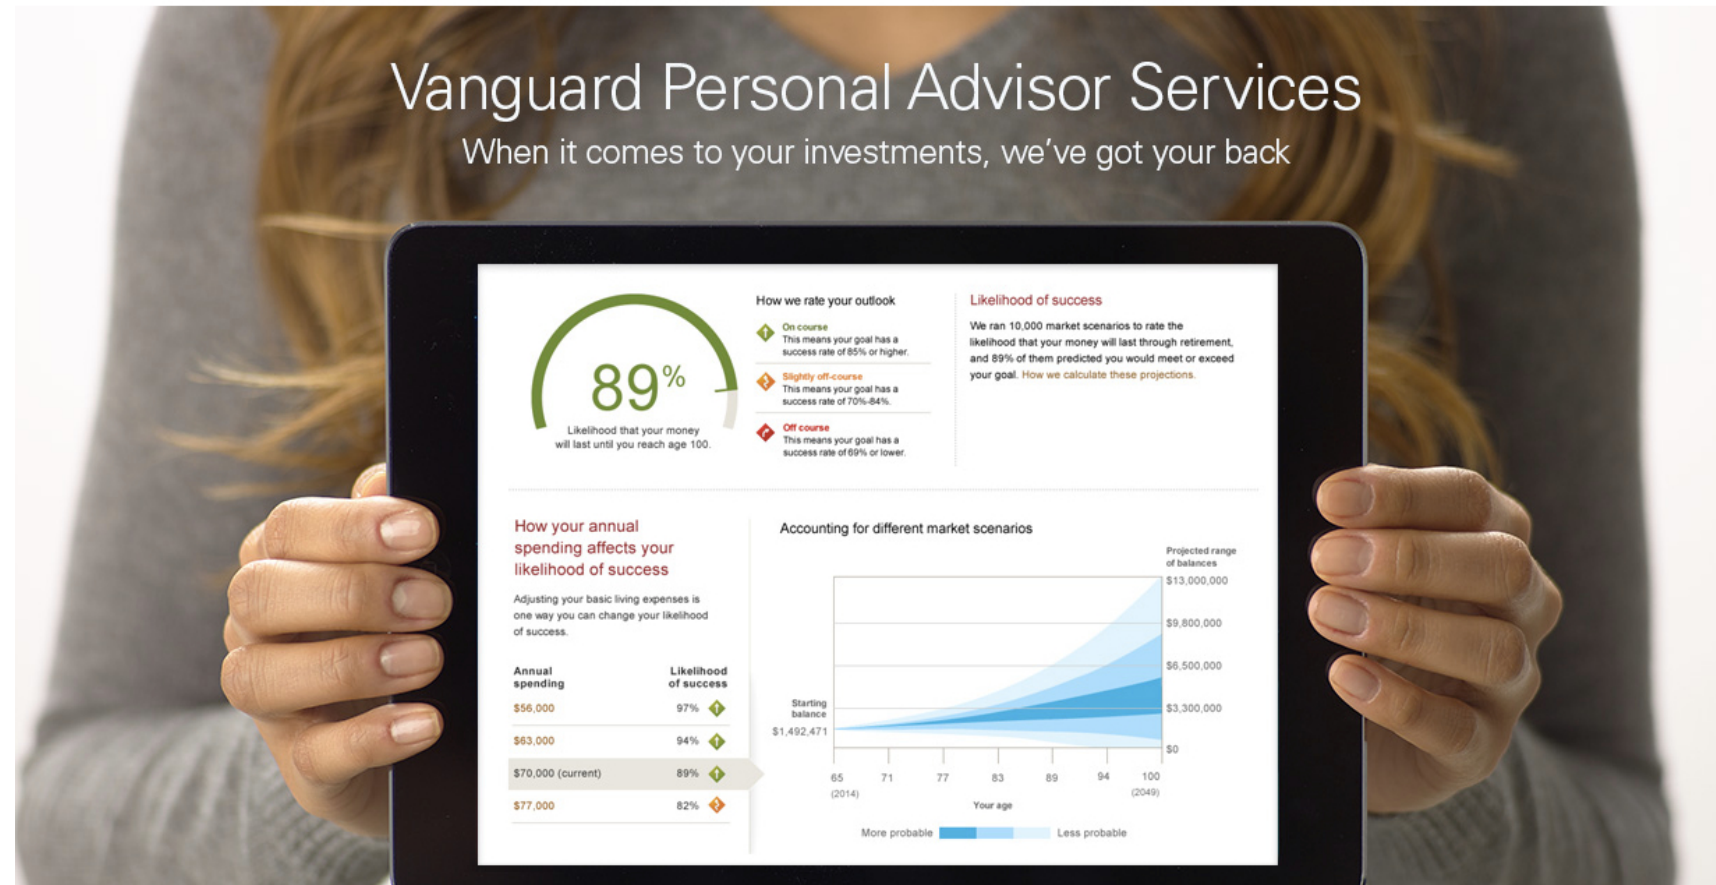 Vanguard Personal Advisor Services
When it comes to your investments, we've got your back
89%
Likelihood that your money
will last until you reach age 100.
How we rate your outlook
On course
This means your goal has a
success rate of 85% or higher.
Slightly off-course
This means your goal has a
success rate of 70%-84%.
Off course
This means your goal has a
success rate of 69% or lower.
Likelihood of success
We ran 10,000 market scenarios to rate the
likelihood that your money will last through retirement,
and 89% of them predicted you would meet or exceed
your goal. How we calculate these projections.
How your annual
spending affects your
likelihood of success
Adjusting your basic living expenses is
one way you can change your likelihood
of success.
Annual
spending
Likelihood
of success
$56,000 97%
$63,000 94%
$70,000 (current) 89%
$77,000 82%
Accounting for different market scenarios
Projected range
of balances
$13,000,000
$9,800,000
$6,500,000
$3,300,000
$0
Starting
balance
$1,492,471
65 71 77 83 89 94 100
(2014) (2049)
Your age
More probable Less probable